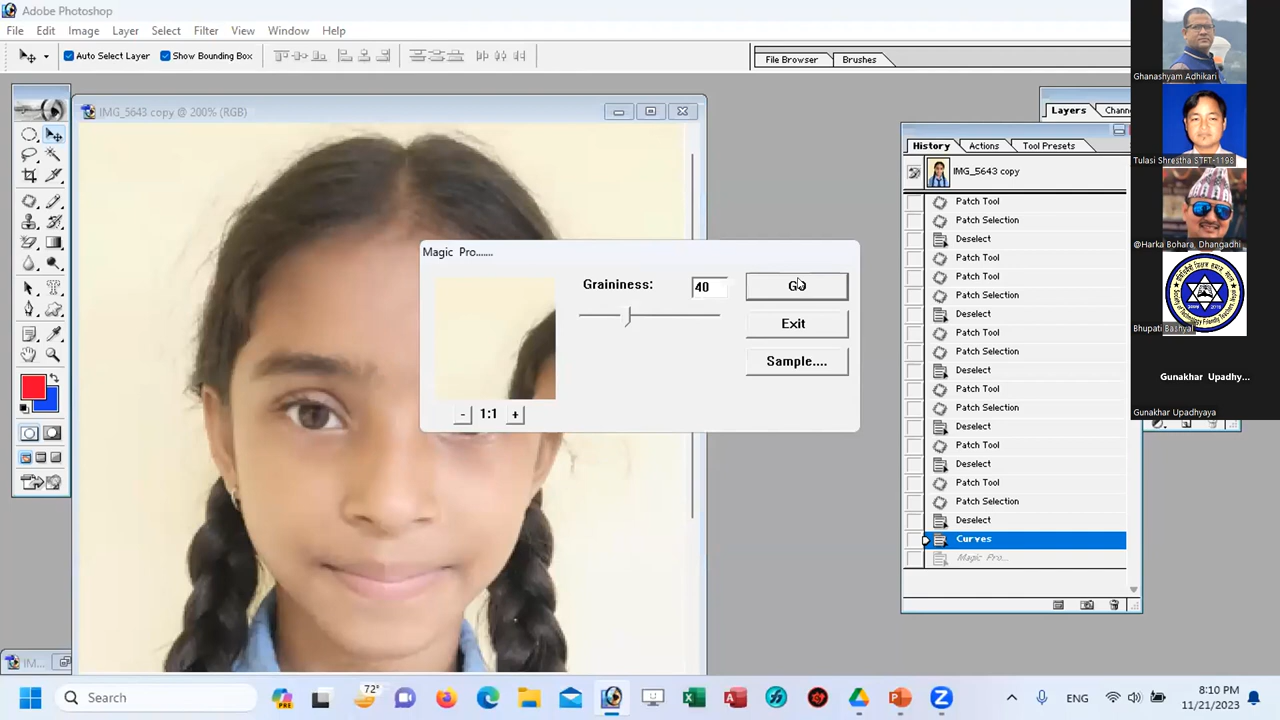 Adobe Photoshop
File Edit Image Layer Select Filter View Window Help
Auto Select Layer Show Bounding Box
File Browser Brushes
IMG_5643 copy @ 200% (RGB)
Layers
History Actions Tool Presets
IMG_5643 copy
Patch Tool
Patch Selection
Deselect
Patch Tool
Patch Tool
Patch Selection
Deselect
Patch Tool
Patch Selection
Deselect
Patch Tool
Patch Selection
Deselect
Patch Tool
Deselect
Patch Tool
Patch Selection
Deselect
Curves
Magic Pro...
Magic Pro.......
Graininess: 40
Exit
Sample....
- 1:1 +
Ghanashyam Adhikari
Tulasi Shrestha STFT-1198
@Harka Bohara, Dhangadhi
Bhupati Bashyal
Gunakhar Upadhy...
Gunakhar Upadhyaya
IM...
Search
PRE
72°
ENG
8:10 PM
11/21/2023